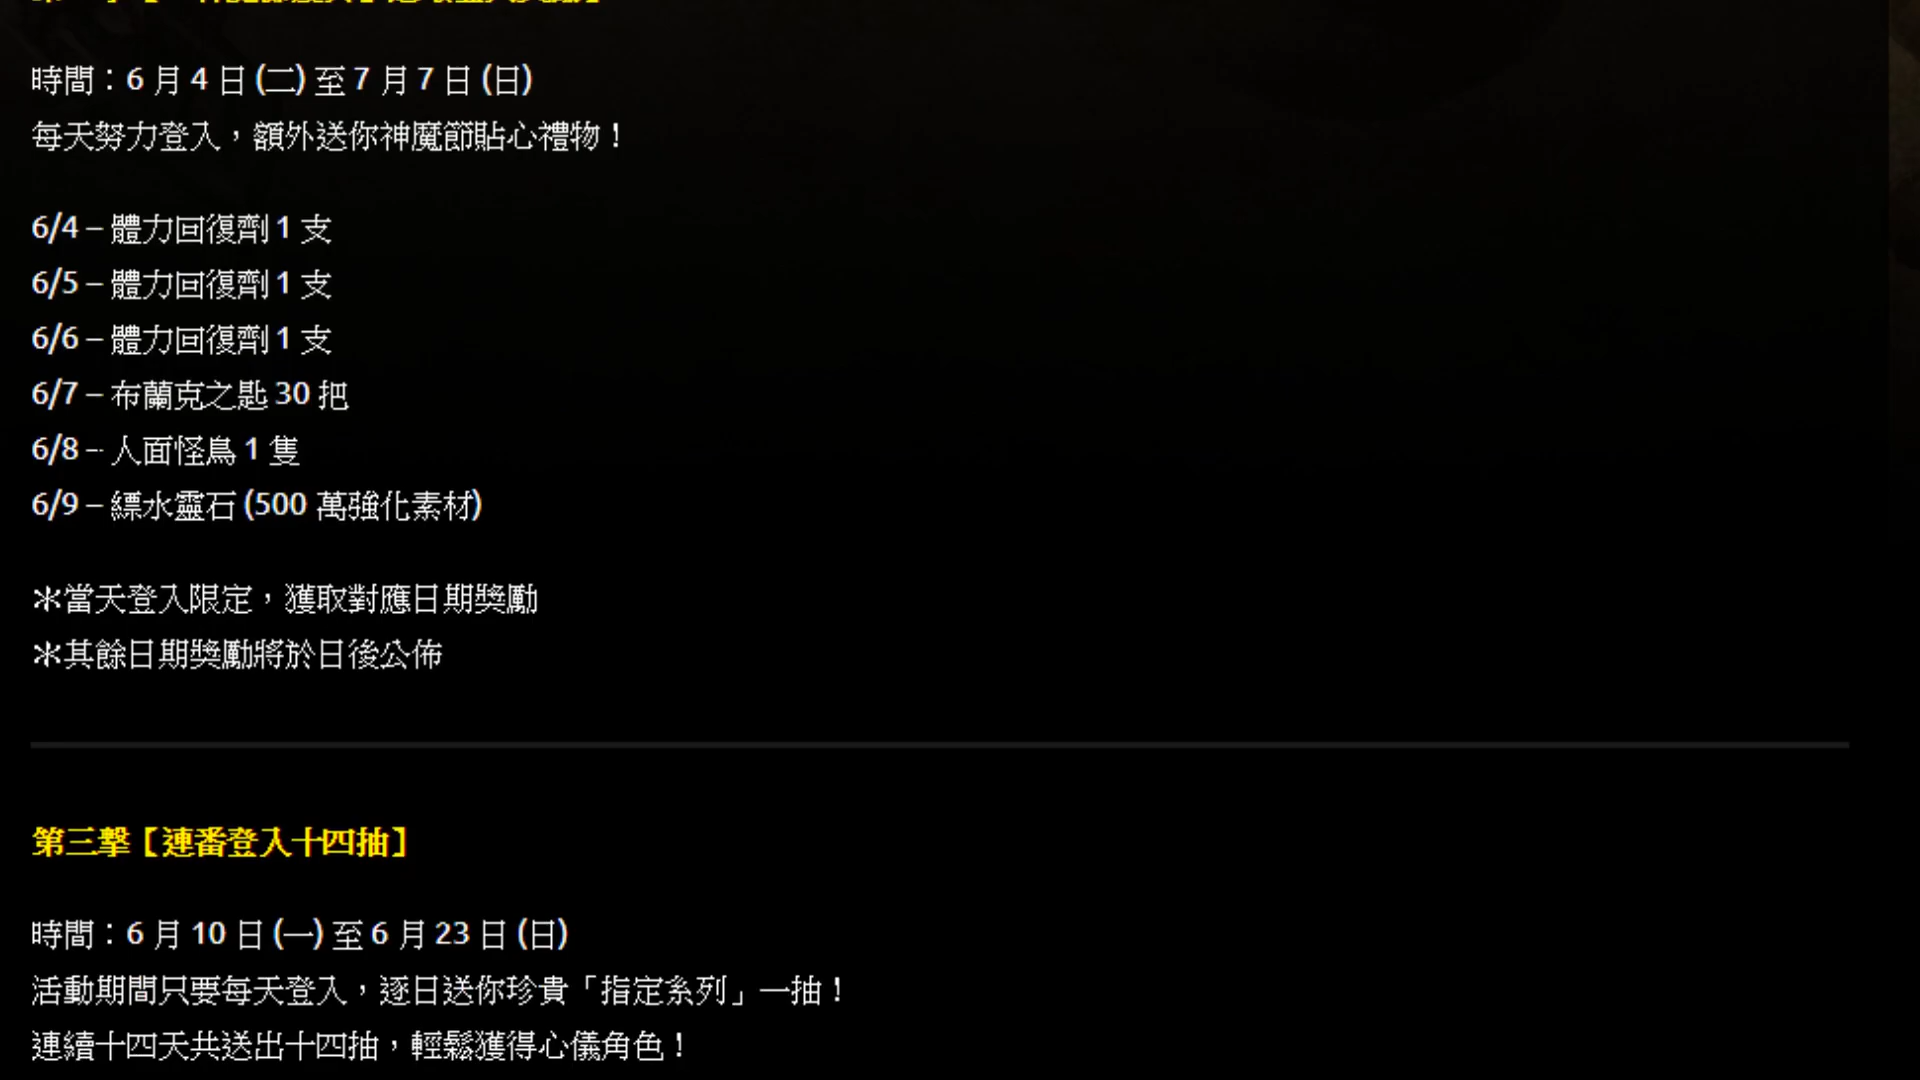 時間：6 月 4 日 (二) 至 7 月 7 日 (日)
每天努力登入，額外送你神魔節貼心禮物！
6/4 – 體力回復劑 1 支
6/5 – 體力回復劑 1 支
6/6 – 體力回復劑 1 支
6/7 – 布蘭克之匙 30 把
6/8 – 人面怪鳥 1 隻
6/9 – 縹水靈石 (500 萬強化素材)
＊當天登入限定，獲取對應日期獎勵
＊其餘日期獎勵將於日後公佈
第三擊【連番登入十四抽】
時間：6 月 10 日 (一) 至 6 月 23 日 (日)
活動期間只要每天登入，逐日送你珍貴「指定系列」一抽！
連續十四天共送出十四抽，輕鬆獲得心儀角色！